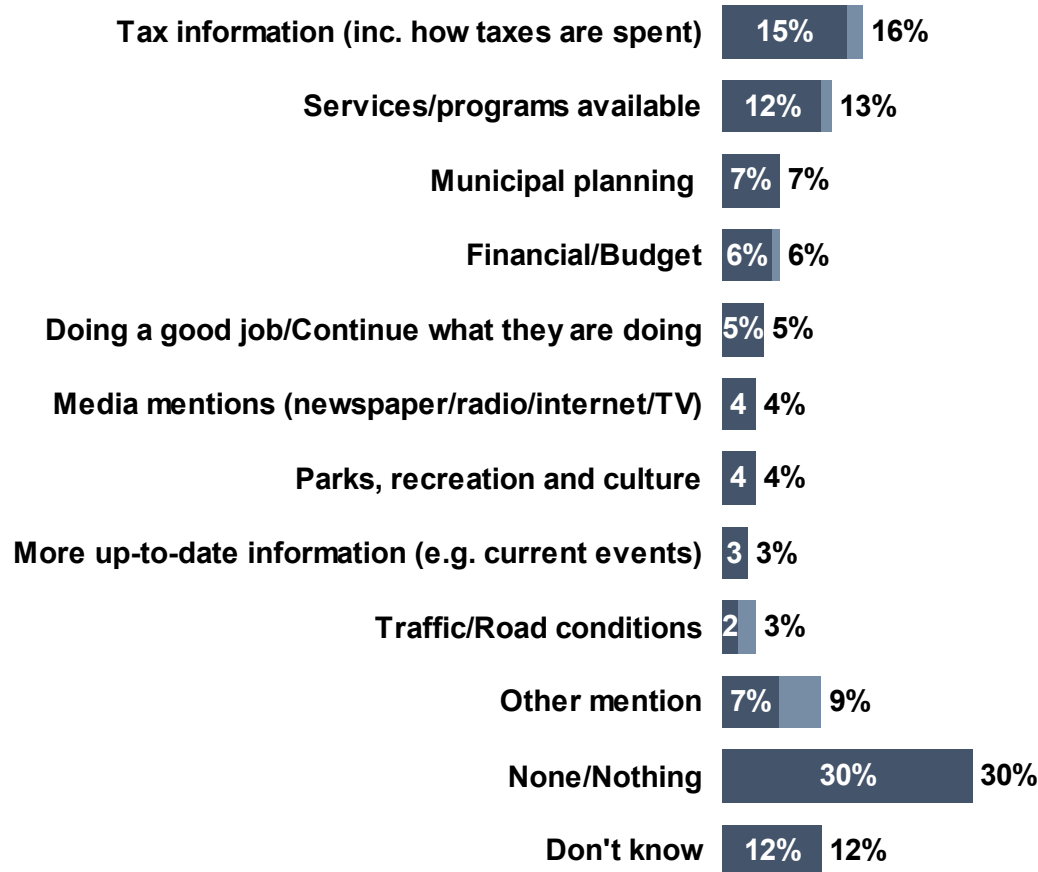 Tax information (inc. how taxes are spent) 15% 16%
Services/programs available 12% 13%
Municipal planning 7% 7%
Financial/Budget 6% 6%
Doing a good job/Continue what they are doing 5% 5%
Media mentions (newspaper/radio/internet/TV) 4 4%
Parks, recreation and culture 4 4%
More up-to-date information (e.g. current events) 3 3%
Traffic/Road conditions 2 3%
Other mention 7% 9%
None/Nothing 30% 30%
Don't know 12% 12%